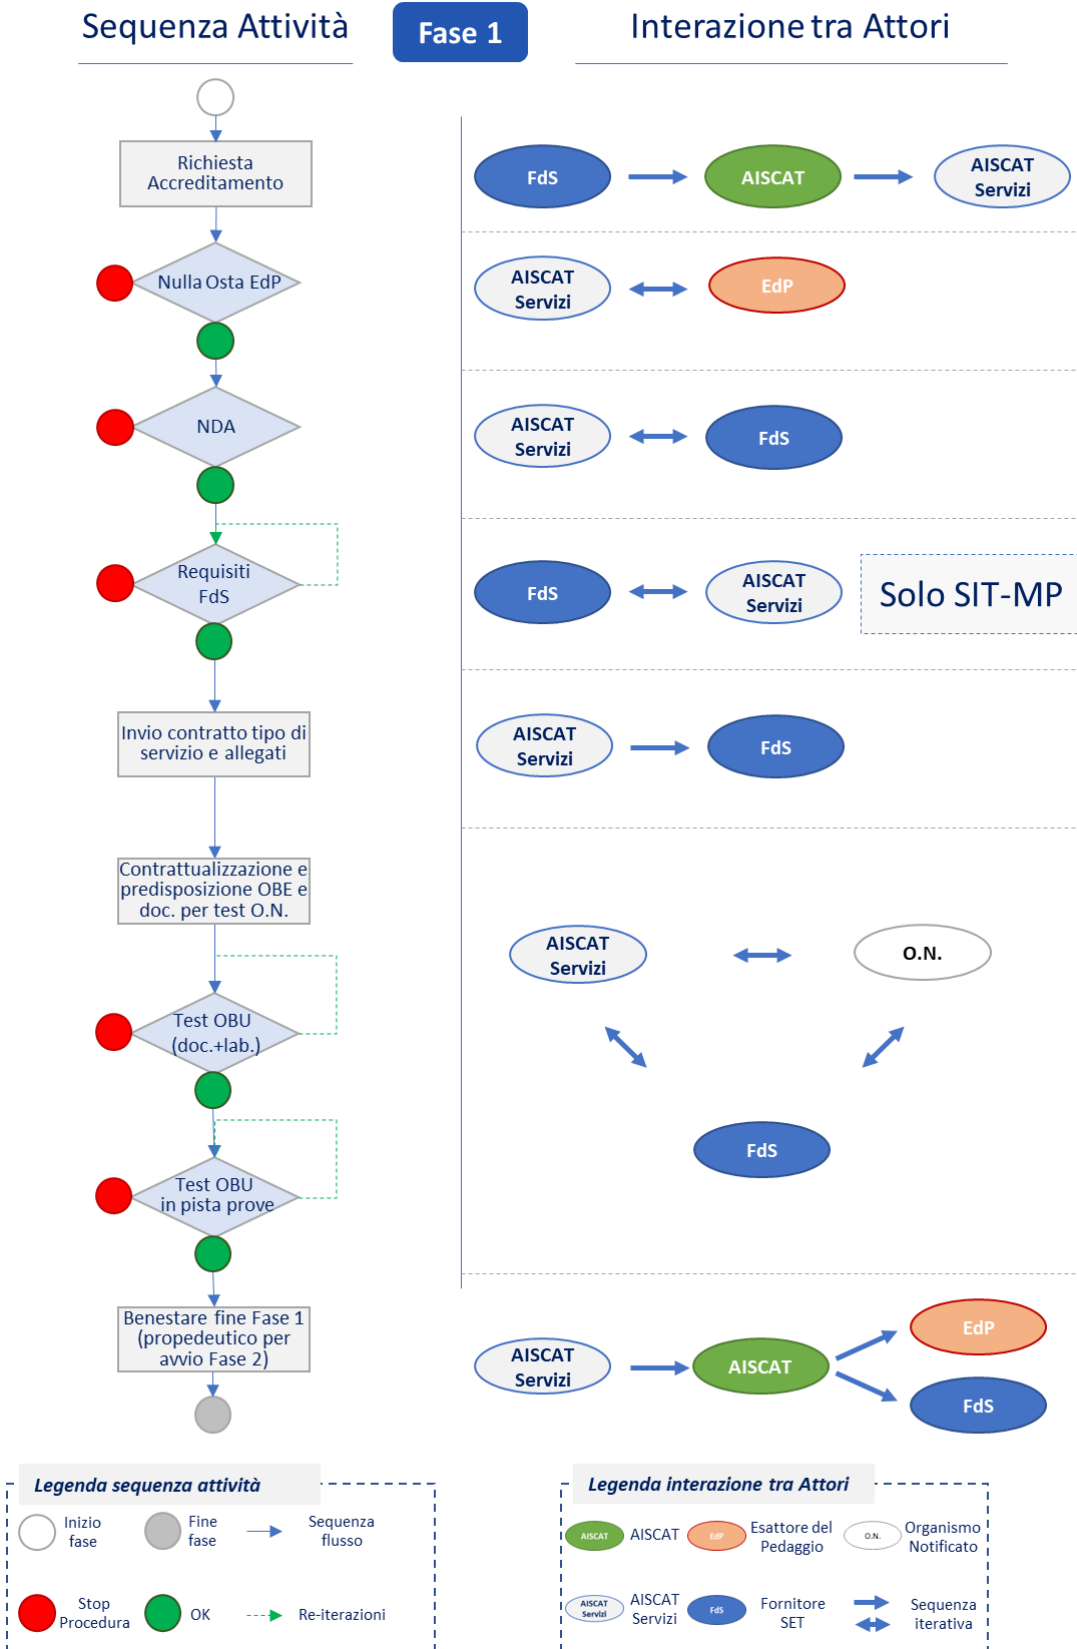 Sequenza Attività
Fase 1
Interazione tra Attori
Richiesta
Accreditamento
FdS
AISCAT
AISCAT
Servizi
Nulla Osta EdP
AISCAT
Servizi
EdP
NDA
AISCAT
Servizi
FdS
Requisiti
FdS
FdS
AISCAT
Servizi
Solo SIT-MP
Invio contratto tipo di
servizio e allegati
AISCAT
Servizi
FdS
Contrattualizzazione e
predisposizione OBE e
doc. per test O.N.
AISCAT
Servizi
O.N.
Test OBU
(doc.+lab.)
FdS
Test OBU
in pista prove
Benestare fine Fase 1
(propedeutico per
avvio Fase 2)
AISCAT
Servizi
AISCAT
EdP
FdS
Legenda sequenza attività
Inizio
fase
Fine
fase
Sequenza
flusso
Stop
Procedura
OK
Re-iterazioni
Legenda interazione tra Attori
AISCAT
AISCAT
EdP
Esattore del
Pedaggio
O.N.
Organismo
Notificato
AISCAT
Servizi
AISCAT
Servizi
FdS
Fornitore
SET
Sequenza
iterativa